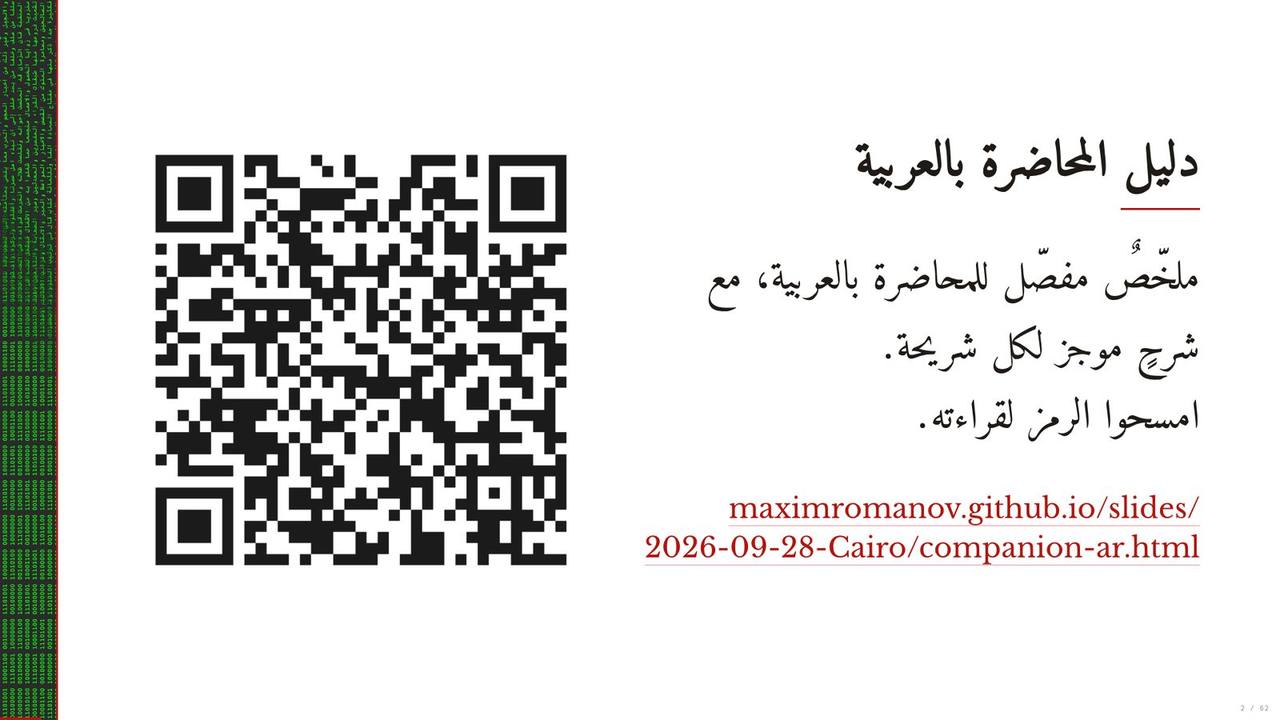 دليل المحاضرة بالعربية
ملخّصٌ مفصّل للمحاضرة بالعربية، مع
شرحٍ موجز لكل شريحة.
امسحوا الرمز لقراءته.
maximromanov.github.io/slides/
2026-09-28-Cairo/companion-ar.html
2 / 62